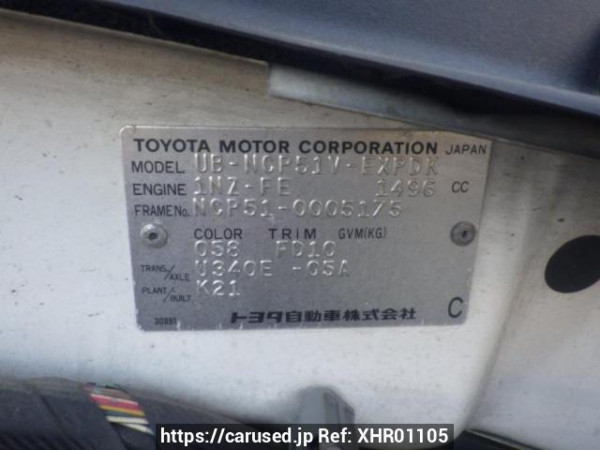 TOYOTA MOTOR CORPORATION JAPAN
MODEL UB-NCP51V-EXPDK
ENGINE 1NZ-FE 1496 CC
FRAME No. NCP51-0005175
COLOR TRIM GVM(KG)
058 FD10
TRANS./AXLE U340E -05A
PLANT/BUILT K21
トヨタ自動車株式会社 C
https://carused.jp Ref: XHR01105